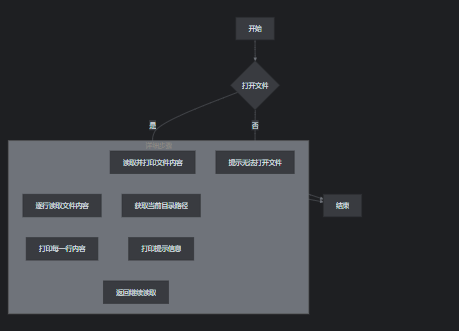 开始
打开文件
是
否
读取并打印文件内容
提示无法打开文件
逐行读取文件内容
获取当前目录路径
结束
打印每一行内容
打印提示信息
返回继续读取